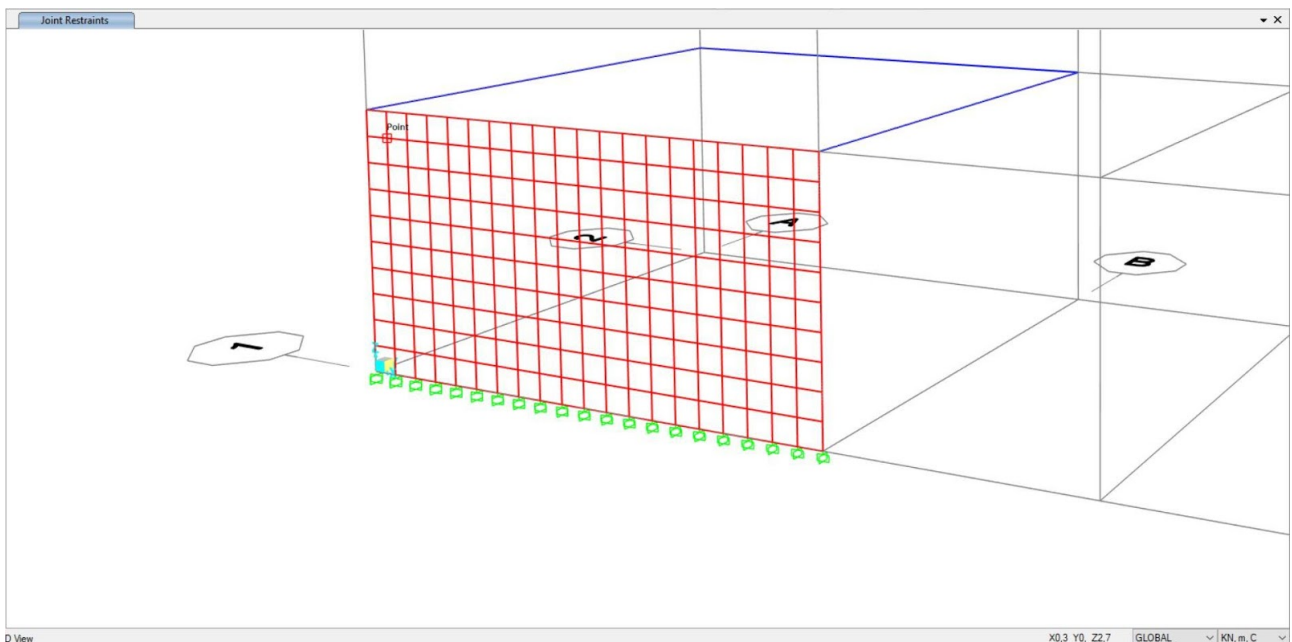 Joint Restraints
Point
2
A
B
1
D View
X0,3 Y0, Z2,7
GLOBAL
KN, m, C